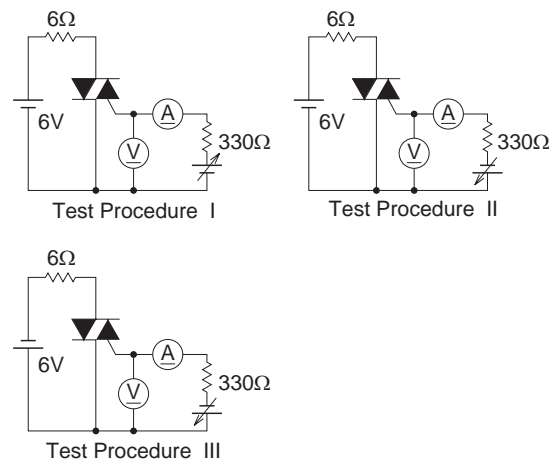 6Ω
6V
A
V
330Ω
Test Procedure I
6Ω
6V
A
V
330Ω
Test Procedure II
6Ω
6V
A
V
330Ω
Test Procedure III